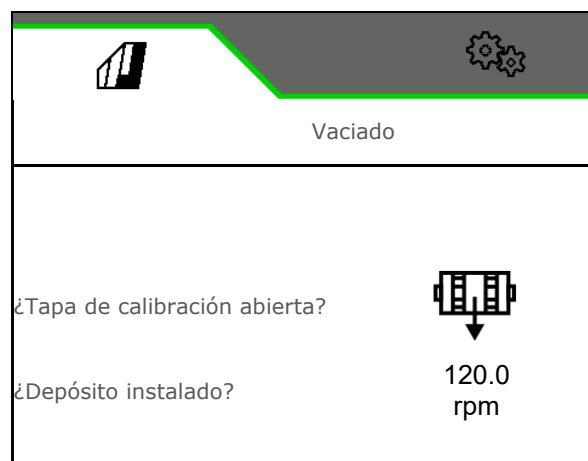 Vaciado
¿Tapa de calibración abierta?
¿Depósito instalado?
120.0
rpm